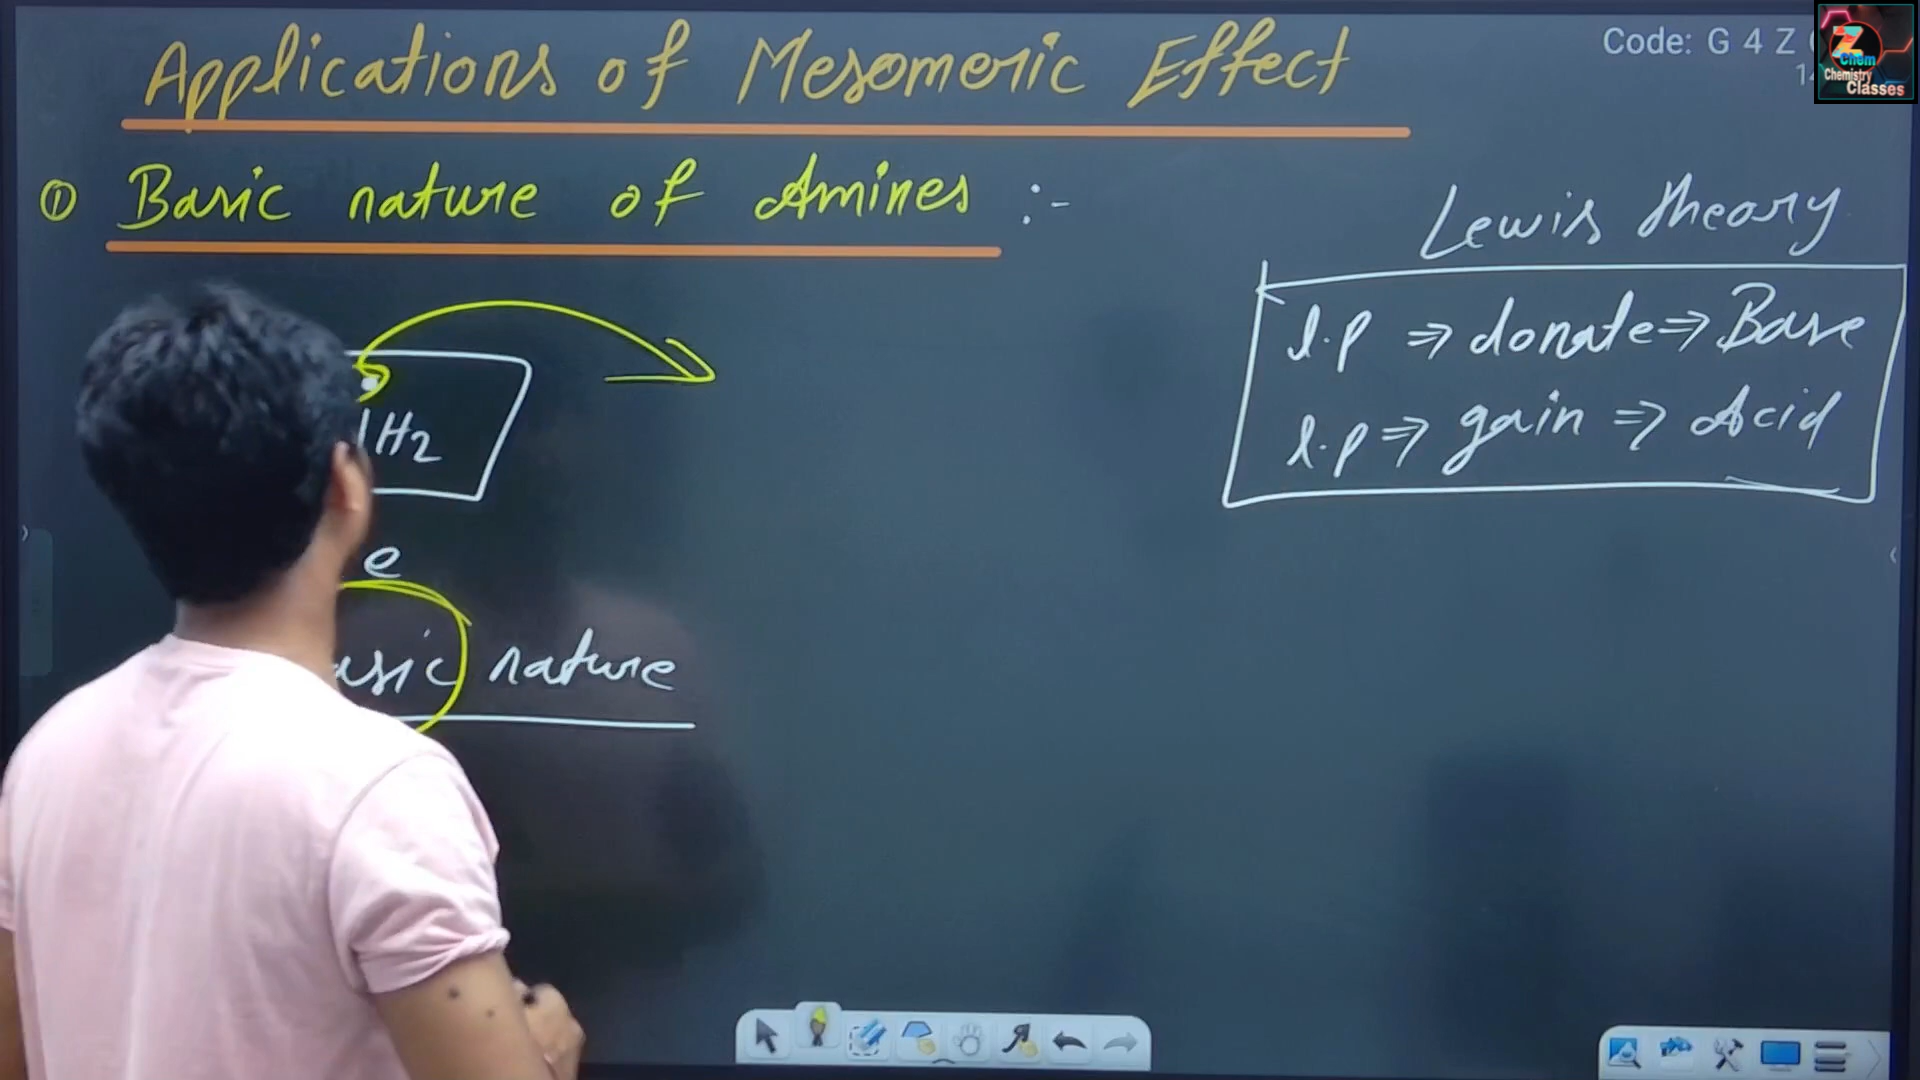 Applications of Mesomeric Effect
Code: G 4 Z
Z
Chem
Chemistry
Classes
① Basic nature of Amines :-
Lewis theory
l.p ⇒ donate ⇒ Base
l.p ⇒ gain ⇒ Acid
H2
e
asic nature